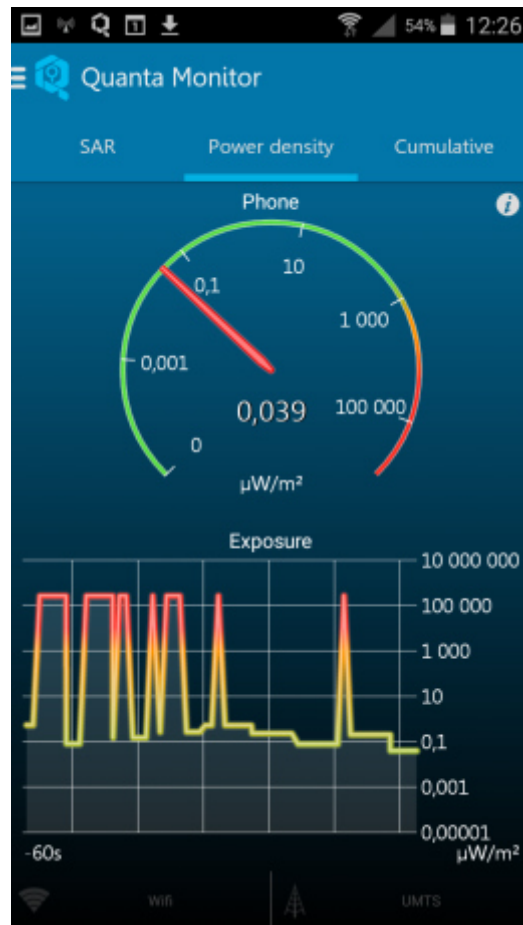 1 54% 12:26
Quanta Monitor
SAR Power density Cumulative
Phone
10
0,1
1 000
0,001
0,039 100 000
0
µW/m²
Exposure
10 000 000
100 000
1 000
10
0,1
0,001
0,00001
-60s µW/m²
Wifi UMTS